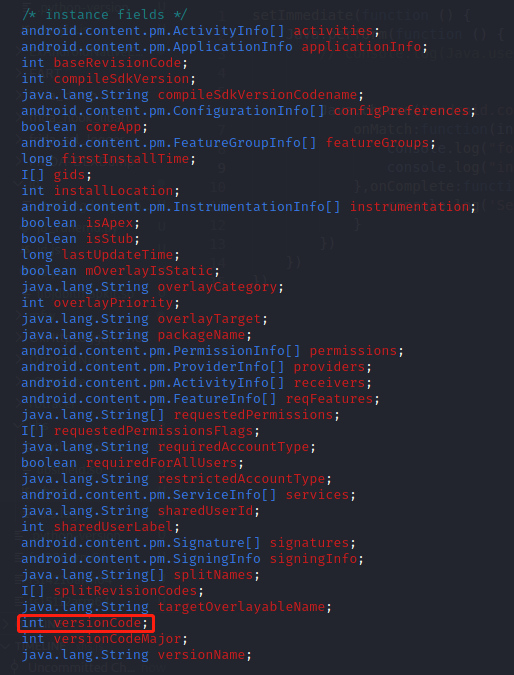 /* instance fields */
android.content.pm.ActivityInfo[] activities;
android.content.pm.ApplicationInfo applicationInfo;
int baseRevisionCode;
int compileSdkVersion;
java.lang.String compileSdkVersionCodename;
android.content.pm.ConfigurationInfo[] configPreferences;
boolean coreApp;
android.content.pm.FeatureGroupInfo[] featureGroups;
long firstInstallTime;
I[] gids;
int installLocation;
android.content.pm.InstrumentationInfo[] instrumentation;
boolean isApex;
boolean isStub;
long lastUpdateTime;
boolean mOverlayIsStatic;
java.lang.String overlayCategory;
int overlayPriority;
java.lang.String overlayTarget;
java.lang.String packageName;
android.content.pm.PermissionInfo[] permissions;
android.content.pm.ProviderInfo[] providers;
android.content.pm.ActivityInfo[] receivers;
android.content.pm.FeatureInfo[] reqFeatures;
java.lang.String[] requestedPermissions;
I[] requestedPermissionsFlags;
java.lang.String requiredAccountType;
boolean requiredForAllUsers;
java.lang.String restrictedAccountType;
android.content.pm.ServiceInfo[] services;
java.lang.String sharedUserId;
int sharedUserLabel;
android.content.pm.Signature[] signatures;
android.content.pm.SigningInfo signingInfo;
java.lang.String[] splitNames;
I[] splitRevisionCodes;
java.lang.String targetOverlayableName;
int versionCode;
int versionCodeMajor;
java.lang.String versionName;